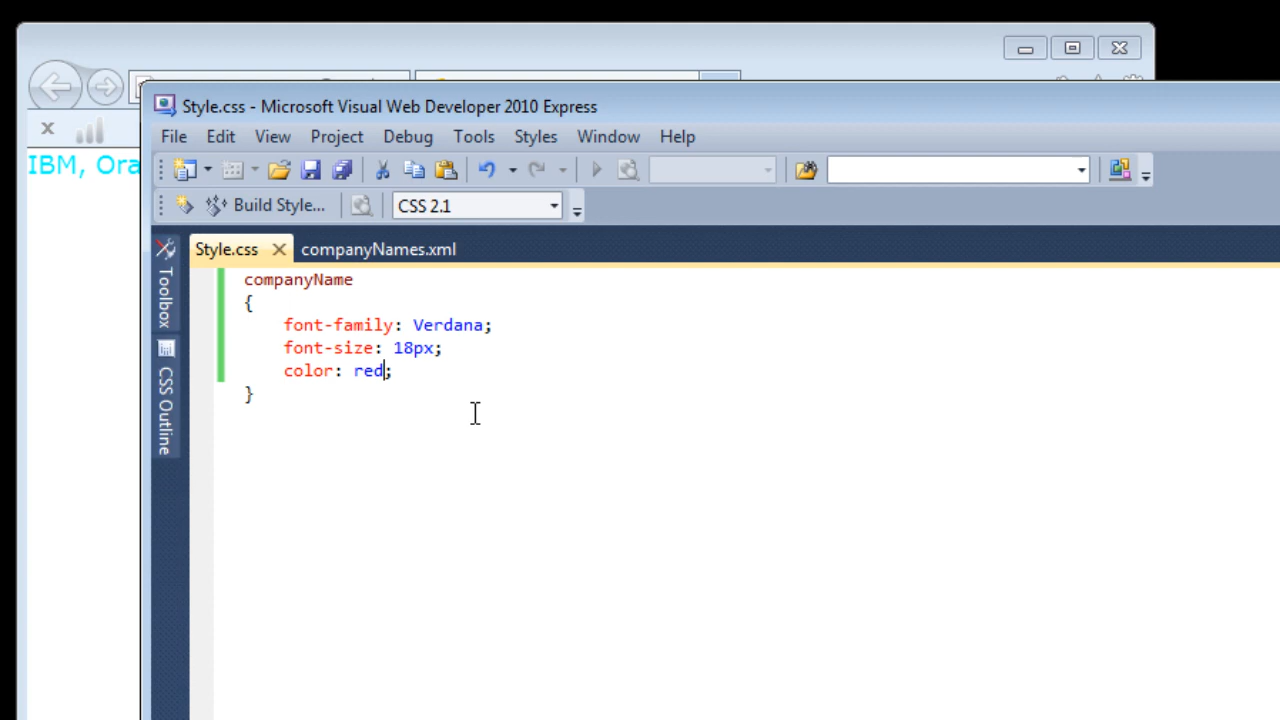 Style.css - Microsoft Visual Web Developer 2010 Express
File Edit View Project Debug Tools Styles Window Help
IBM, Ora
Build Style... CSS 2.1
Style.css companyNames.xml
Toolbox
CSS Outline
companyName
{
font-family: Verdana;
font-size: 18px;
color: red;
}